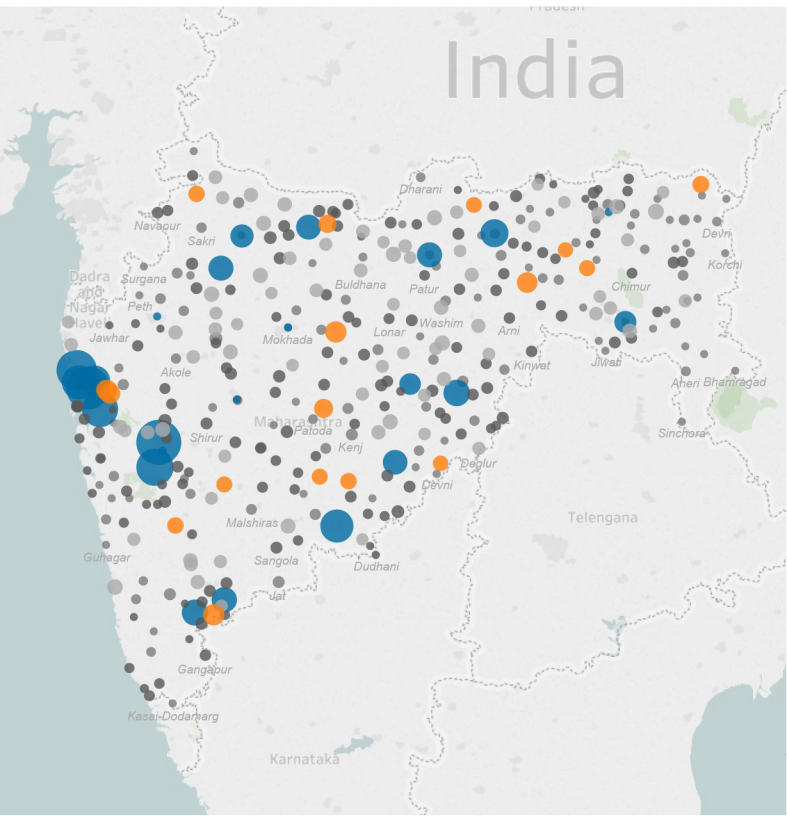 Pradesh
India
Dharani
Navapur
Sakri
Devri
Korchi
Dadra
and
Nagar
Haveli
Surgana
Peth
Buldhana
Patur
Chimur
Jawhar
Mokhada
Lonar
Washim
Arni
Akole
Kinwat
Jiwati
Aheri
Bhamragad
Shirur
Maharashtra
Patoda
Kenj
Sinchora
Deglur
Devni
Malshiras
Telengana
Guhagar
Sangola
Dudhani
Jat
Gangapur
Kasai-Dodamarg
Karnataka